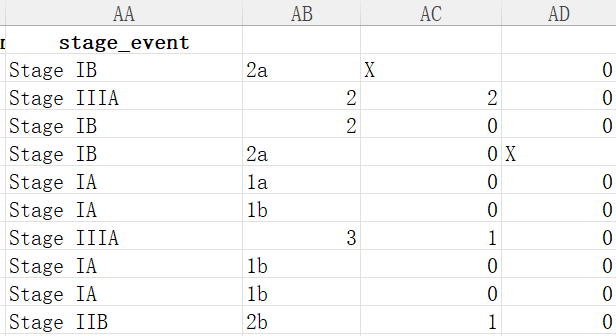 AA AB AC AD
stage_event
Stage IB 2a X 0
Stage IIIA 2 2 0
Stage IB 2 0 0
Stage IB 2a 0 X
Stage IA 1a 0 0
Stage IA 1b 0 0
Stage IIIA 3 1 0
Stage IA 1b 0 0
Stage IA 1b 0 0
Stage IIB 2b 1 0